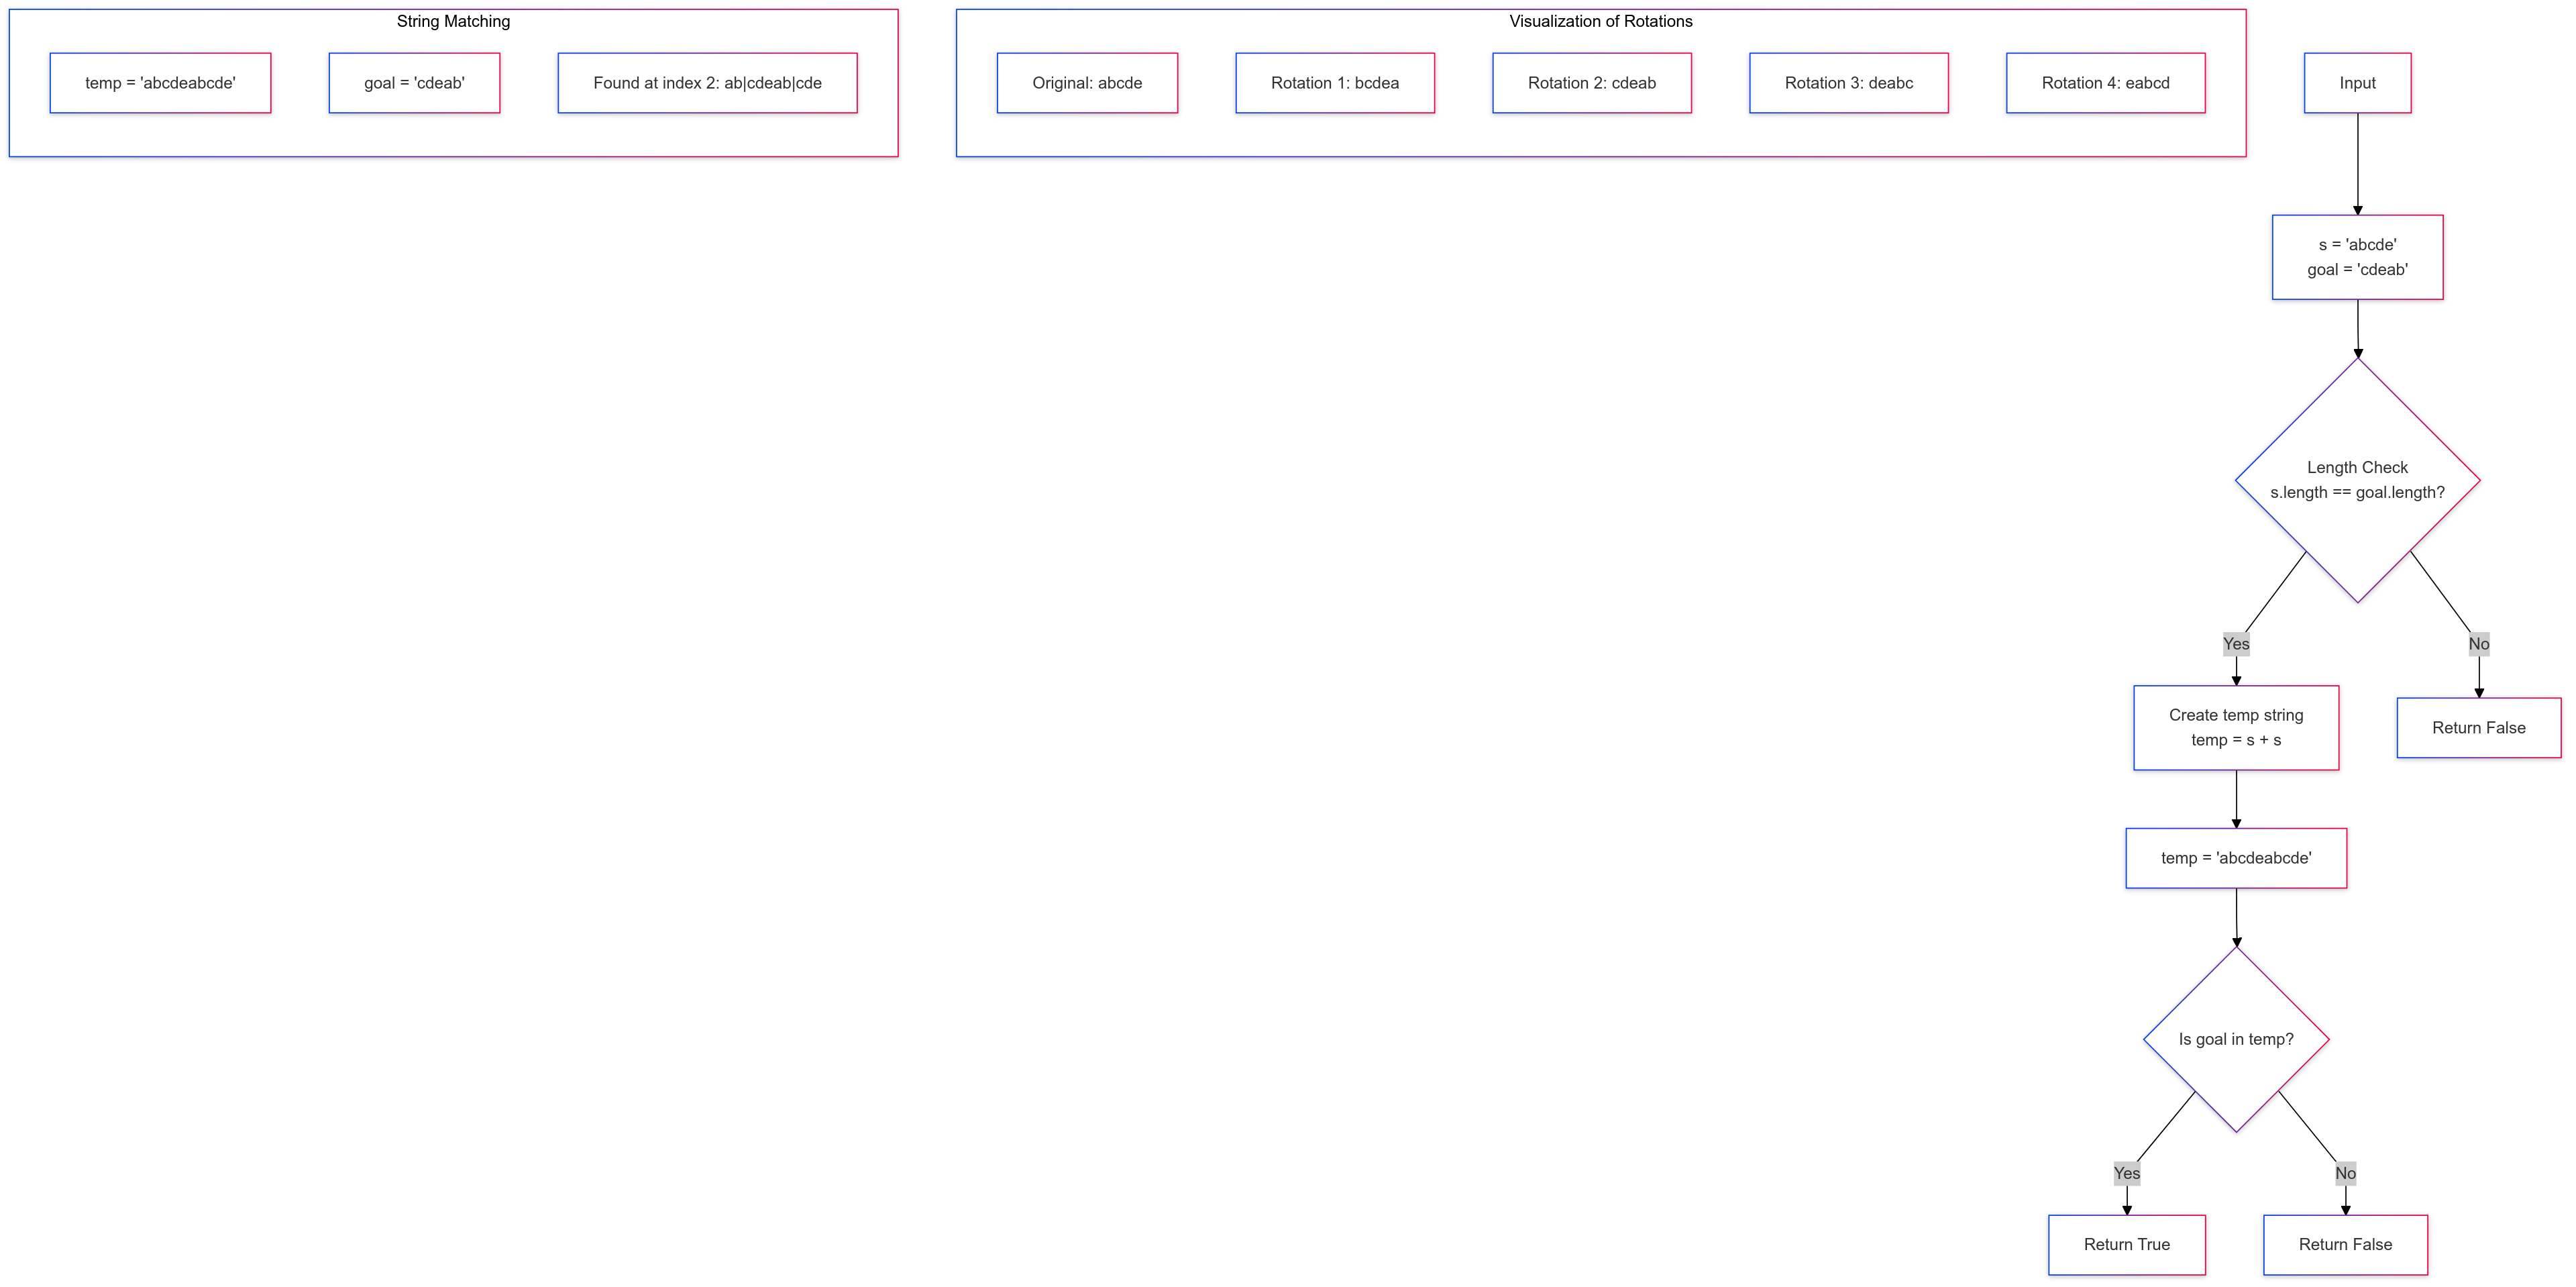 String Matching
temp = 'abcdeabcde'
goal = 'cdeab'
Found at index 2: ab|cdeab|cde
Visualization of Rotations
Original: abcde
Rotation 1: bcdea
Rotation 2: cdeab
Rotation 3: deabc
Rotation 4: eabcd
Input
s = 'abcde'
goal = 'cdeab'
Length Check
s.length == goal.length?
Yes
No
Create temp string
temp = s + s
Return False
temp = 'abcdeabcde'
Is goal in temp?
Yes
No
Return True
Return False